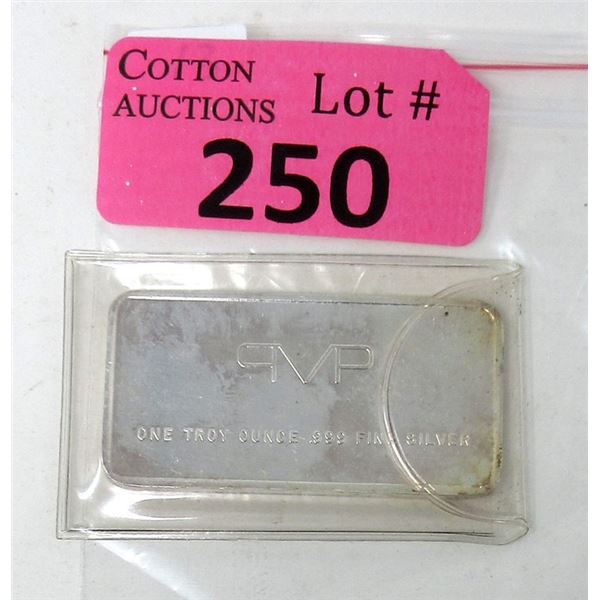 COTTON
AUCTIONS
Lot #
250
PVP
ONE TROY OUNCE .999 FINE SILVER